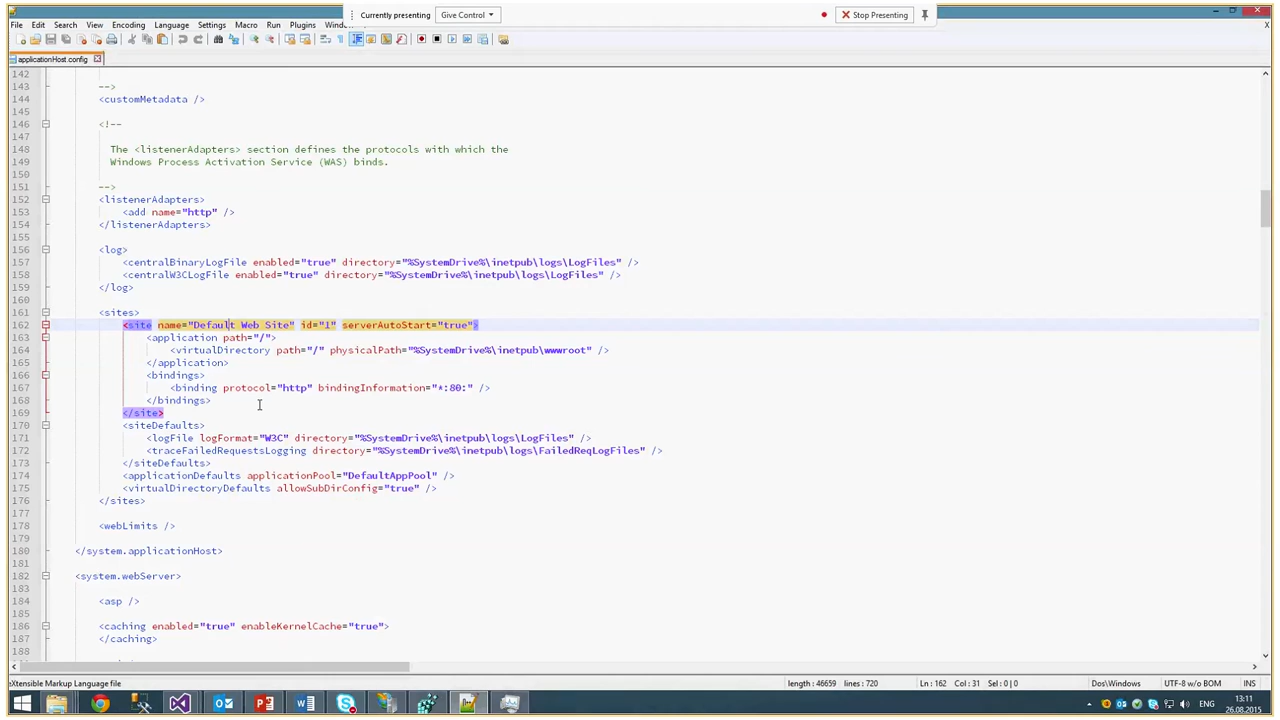 Currently presenting
Give Control
Stop Presenting
File Edit Search View Encoding Language Settings Macro Run Plugins Window
applicationHost.config
142
143 -->
144 <customMetadata />
145
146 <!--
147
148 The <listenerAdapters> section defines the protocols with which the
149 Windows Process Activation Service (WAS) binds.
150
151 -->
152 <listenerAdapters>
153 <add name="http" />
154 </listenerAdapters>
155
156 <log>
157 <centralBinaryLogFile enabled="true" directory="%SystemDrive%\inetpub\logs\LogFiles" />
158 <centralW3CLogFile enabled="true" directory="%SystemDrive%\inetpub\logs\LogFiles" />
159 </log>
160
161 <sites>
162 <site name="Default Web Site" id="1" serverAutoStart="true">
163 <application path="/">
164 <virtualDirectory path="/" physicalPath="%SystemDrive%\inetpub\wwwroot" />
165 </application>
166 <bindings>
167 <binding protocol="http" bindingInformation="*:80:" />
168 </bindings>
169 </site>
170 <siteDefaults>
171 <logFile logFormat="W3C" directory="%SystemDrive%\inetpub\logs\LogFiles" />
172 <traceFailedRequestsLogging directory="%SystemDrive%\inetpub\logs\FailedReqLogFiles" />
173 </siteDefaults>
174 <applicationDefaults applicationPool="DefaultAppPool" />
175 <virtualDirectoryDefaults allowSubDirConfig="true" />
176 </sites>
177
178 <webLimits />
179
180 </system.applicationHost>
181
182 <system.webServer>
183
184 <asp />
185
186 <caching enabled="true" enableKernelCache="true">
187 </caching>
188
eXtensible Markup Language file
length : 46659 lines : 720
Ln : 162 Col : 31 Sel : 0 | 0
Dos\Windows
UTF-8 w/o BOM
INS
ENG
13:11
26.08.2015